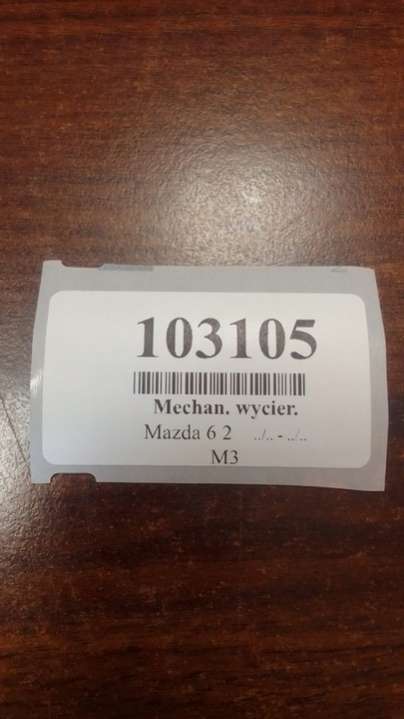 103105
Mechan. wycier.
Mazda 6 2 ../.. - ../..
M3